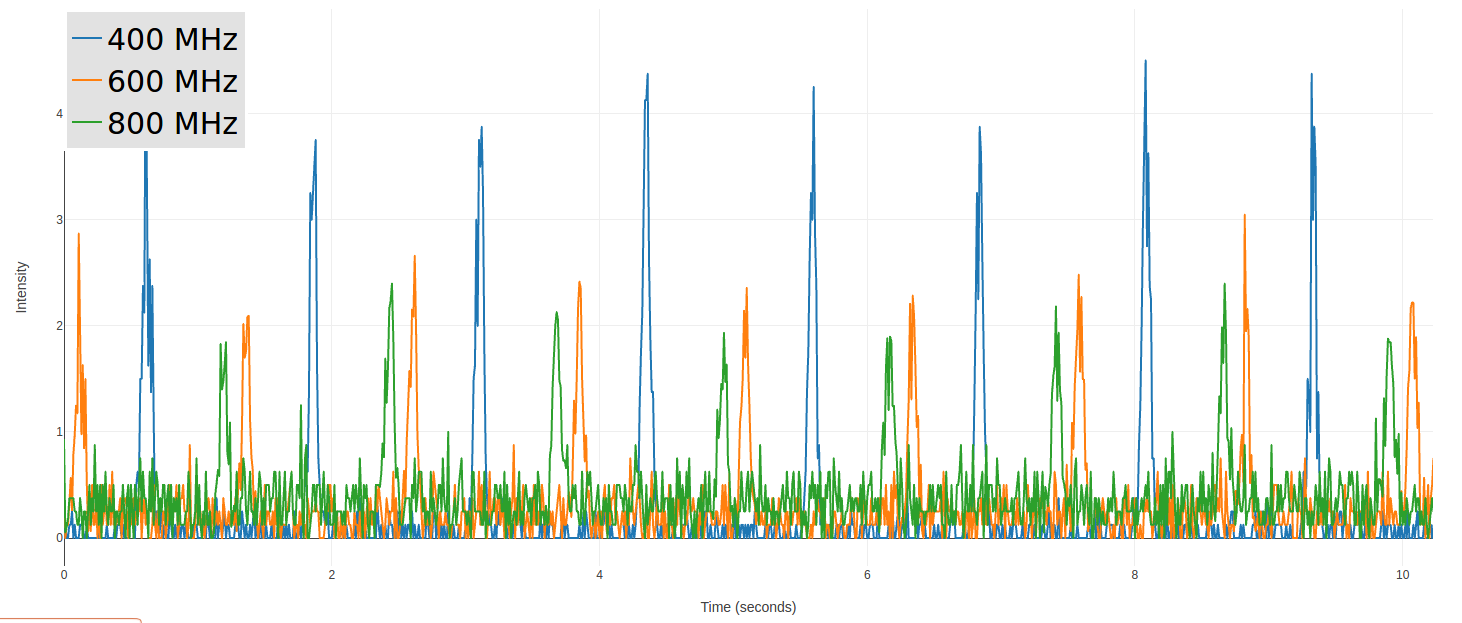 400 MHz
600 MHz
800 MHz
4
3
2
1
0
Intensity
0 2 4 6 8 10
Time (seconds)